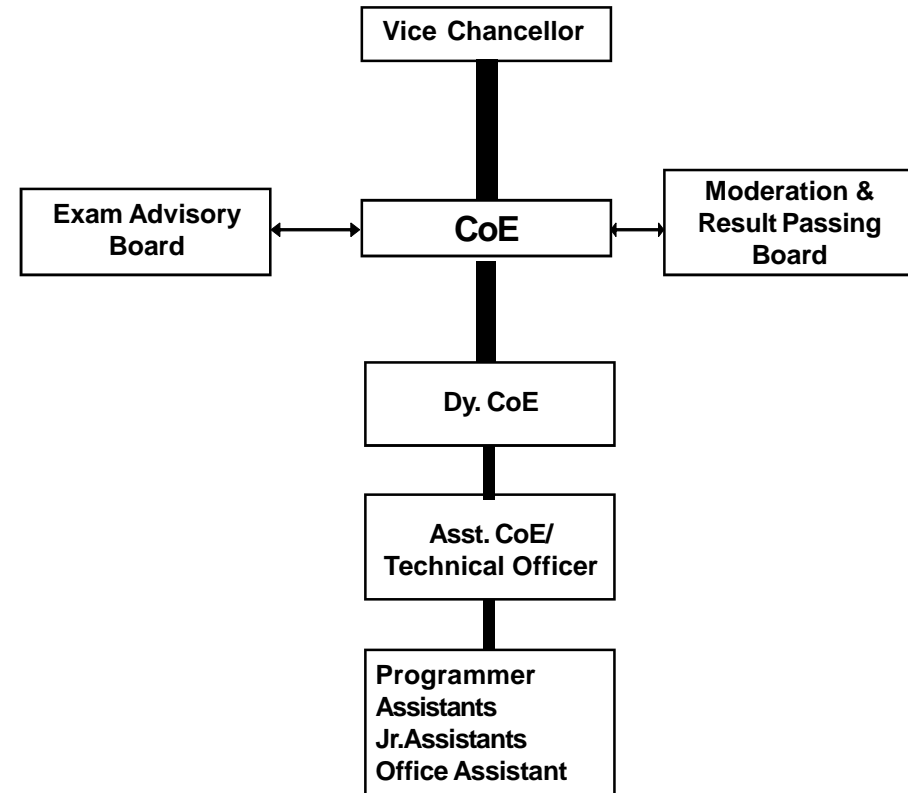 Vice Chancellor
Exam Advisory
Board
CoE
Moderation &
Result Passing
Board
Dy. CoE
Asst. CoE/
Technical Officer
Programmer
Assistants
Jr.Assistants
Office Assistant